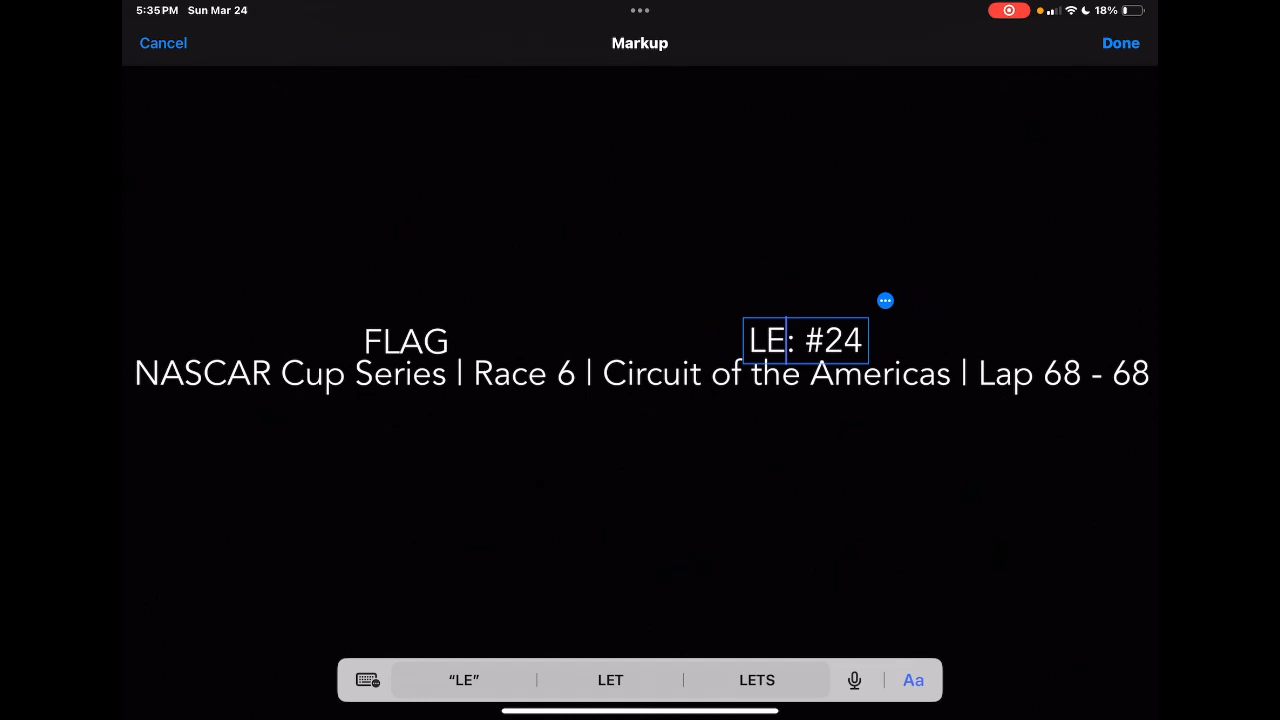 5:35 PM Sun Mar 24
18%
Cancel Markup Done
FLAG LE: #24
NASCAR Cup Series | Race 6 | Circuit of the Americas | Lap 68 - 68
“LE” LET LETS Aa